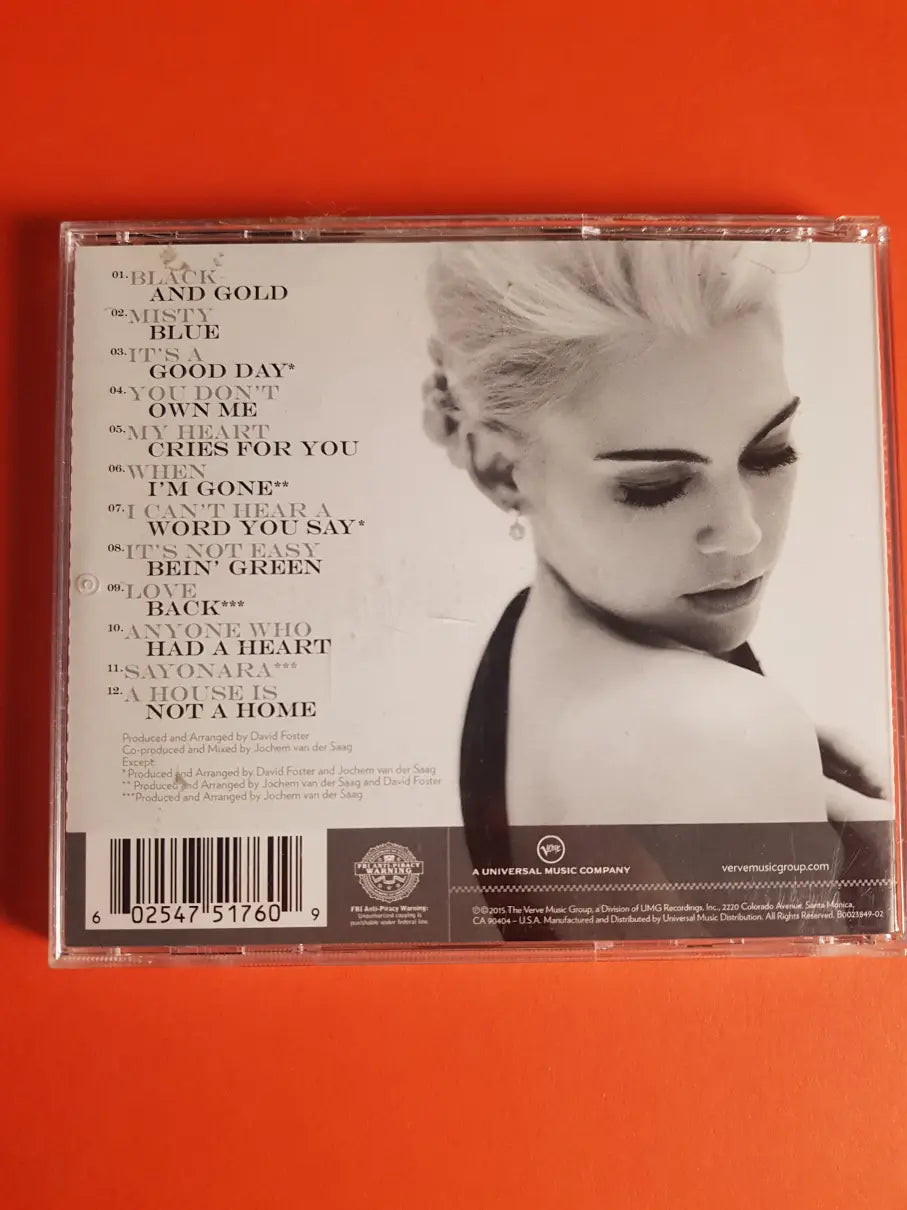 01. BLACK
AND GOLD
02. MISTY
BLUE
03. IT'S A
GOOD DAY*
04. YOU DON'T
OWN ME
05. MY HEART
CRIES FOR YOU
06. WHEN
I'M GONE**
07. I CAN'T HEAR A
WORD YOU SAY*
08. IT'S NOT EASY
BEIN' GREEN
09. LOVE
BACK***
10. ANYONE WHO
HAD A HEART
11. SAYONARA***
12. A HOUSE IS
NOT A HOME
Produced and Arranged by David Foster
Co-produced and Mixed by Jochem van der Saag
Except:
*Produced and Arranged by David Foster and Jochem van der Saag
** Produced and Arranged by Jochem van der Saag and David Foster
***Produced and Arranged by Jochem van der Saag
6 02547 51760 9
FBI ANTI-PIRACY
WARNING
FBI Anti-Piracy Warning:
Unauthorized copying is
punishable under federal law.
VERVE
A UNIVERSAL MUSIC COMPANY
vervemusicgroup.com
℗©2015 The Verve Music Group, a Division of UMG Recordings, Inc., 2220 Colorado Avenue, Santa Monica,
CA 90404 – U.S.A. Manufactured and Distributed by Universal Music Distribution. All Rights Reserved. B0023849-02